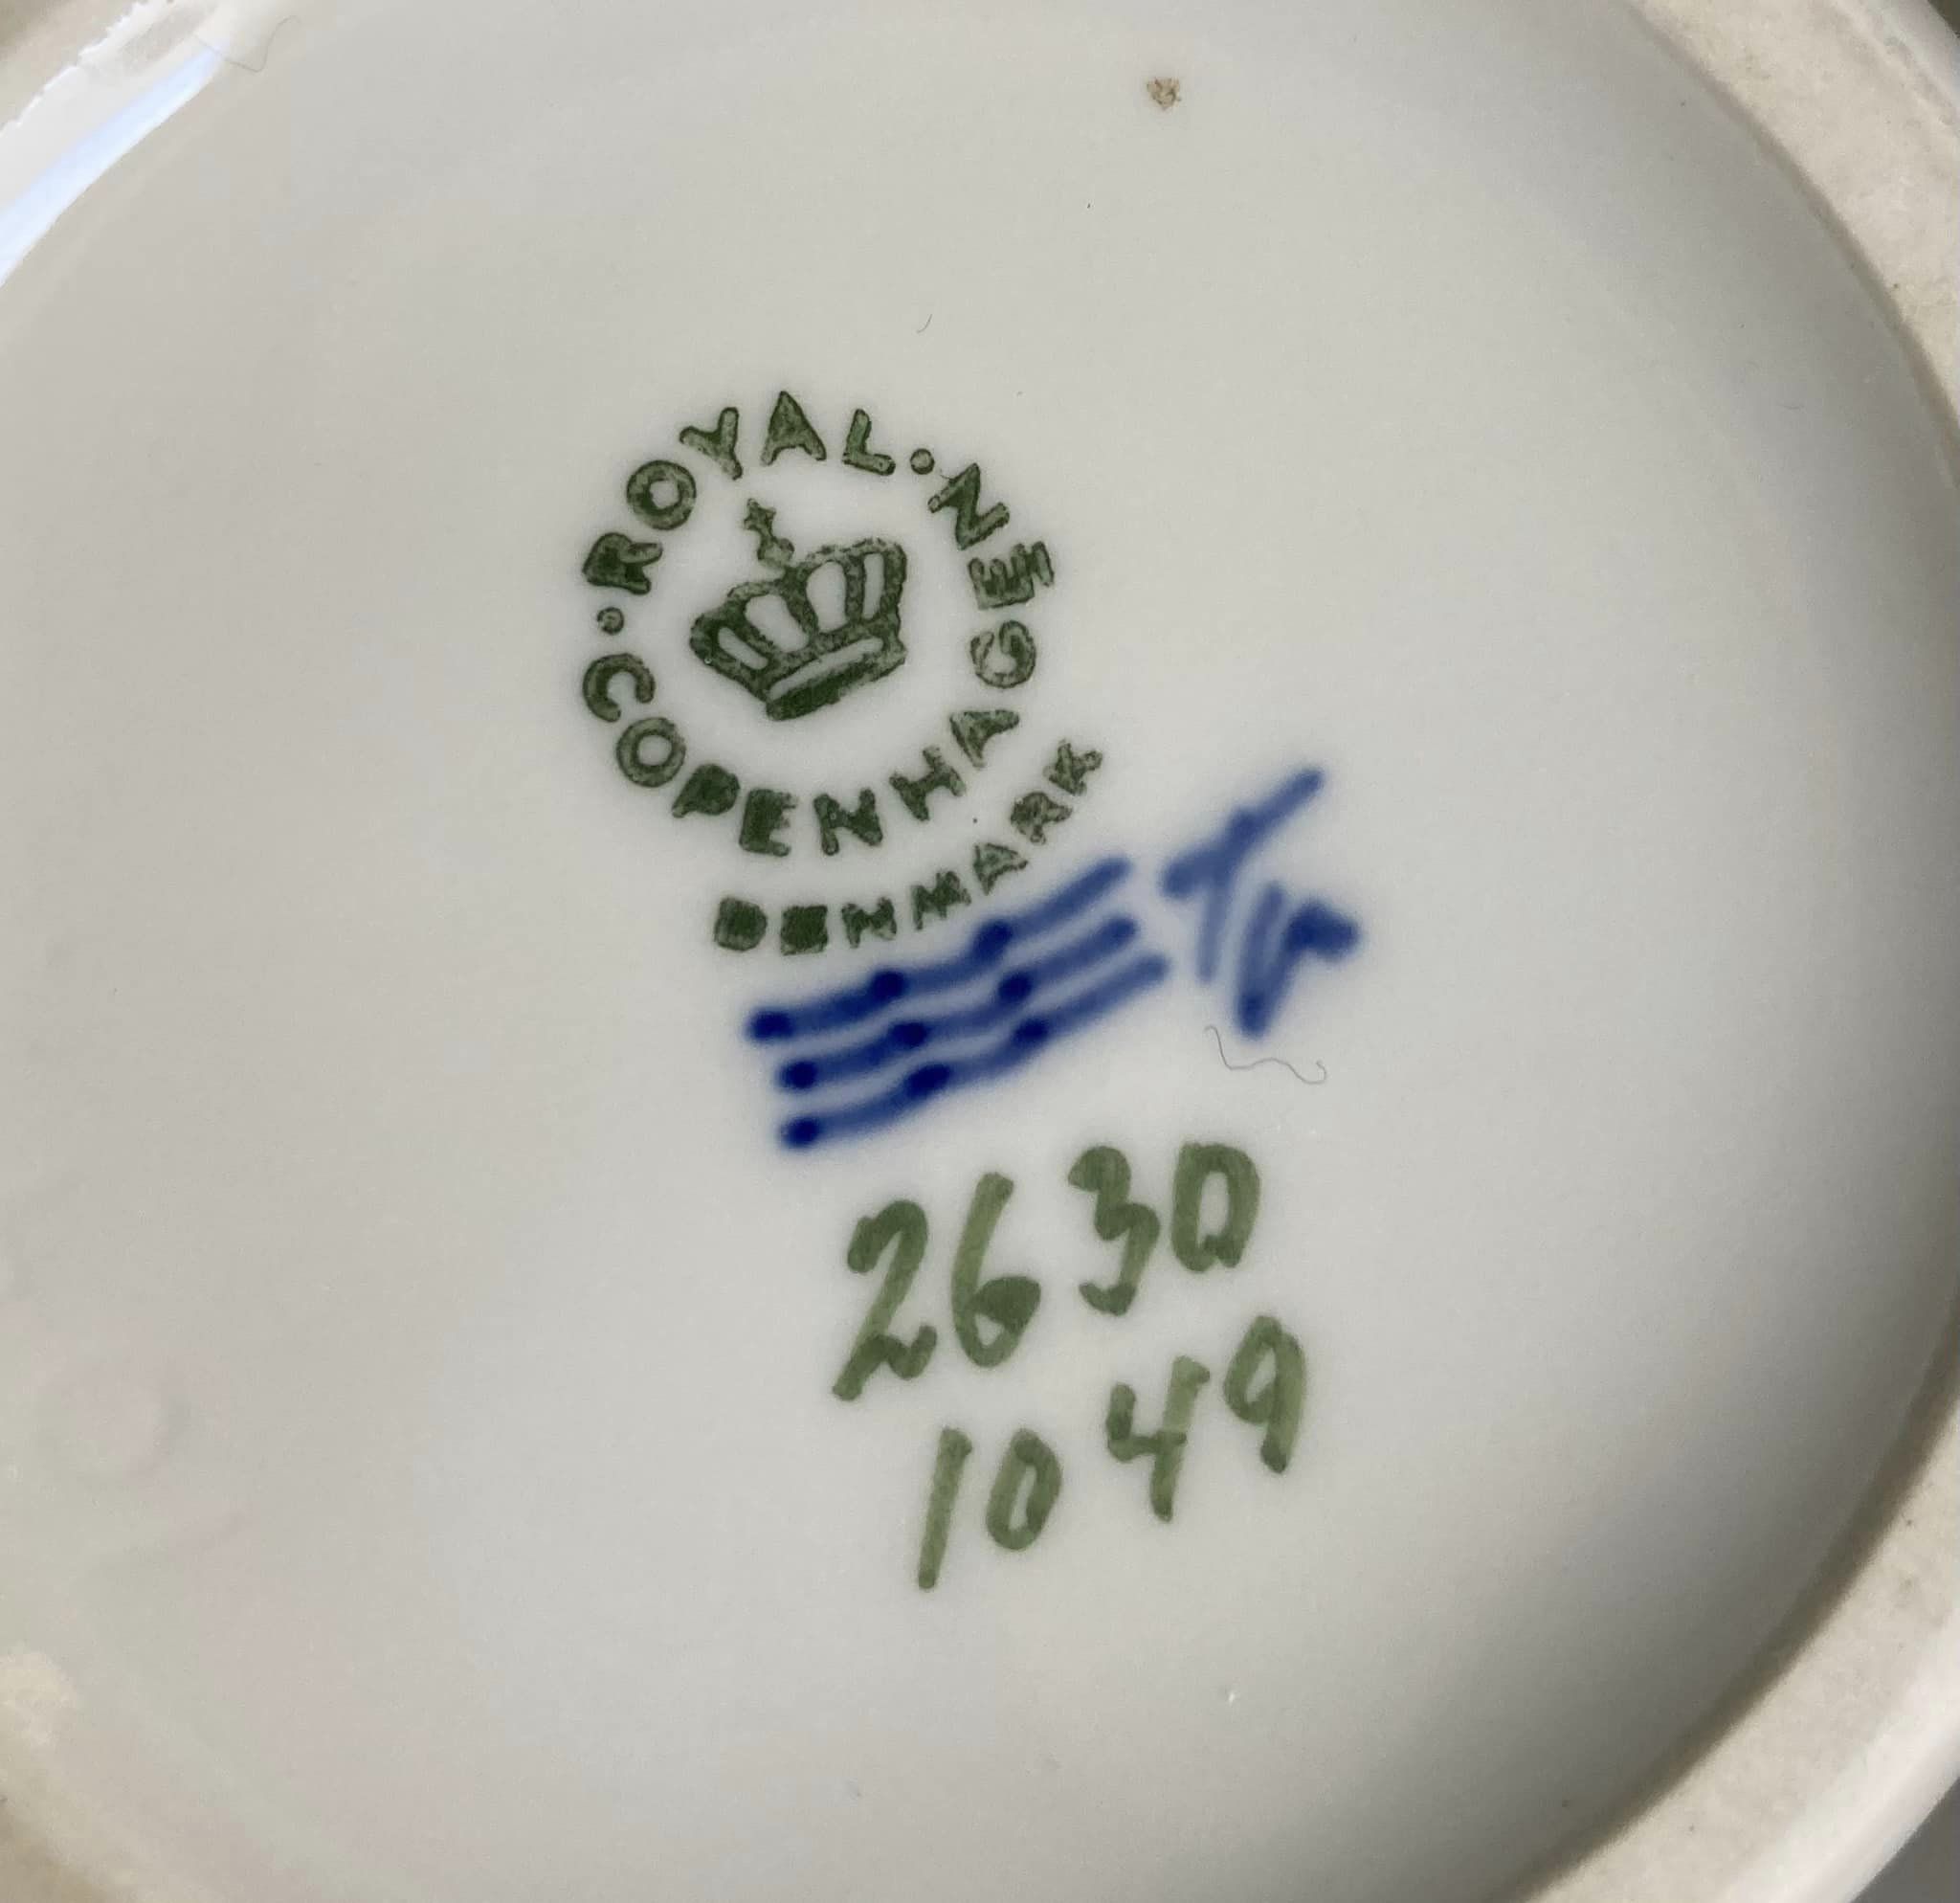 ·ROYAL·
COPENHAGEN
DENMARK
2630
1049